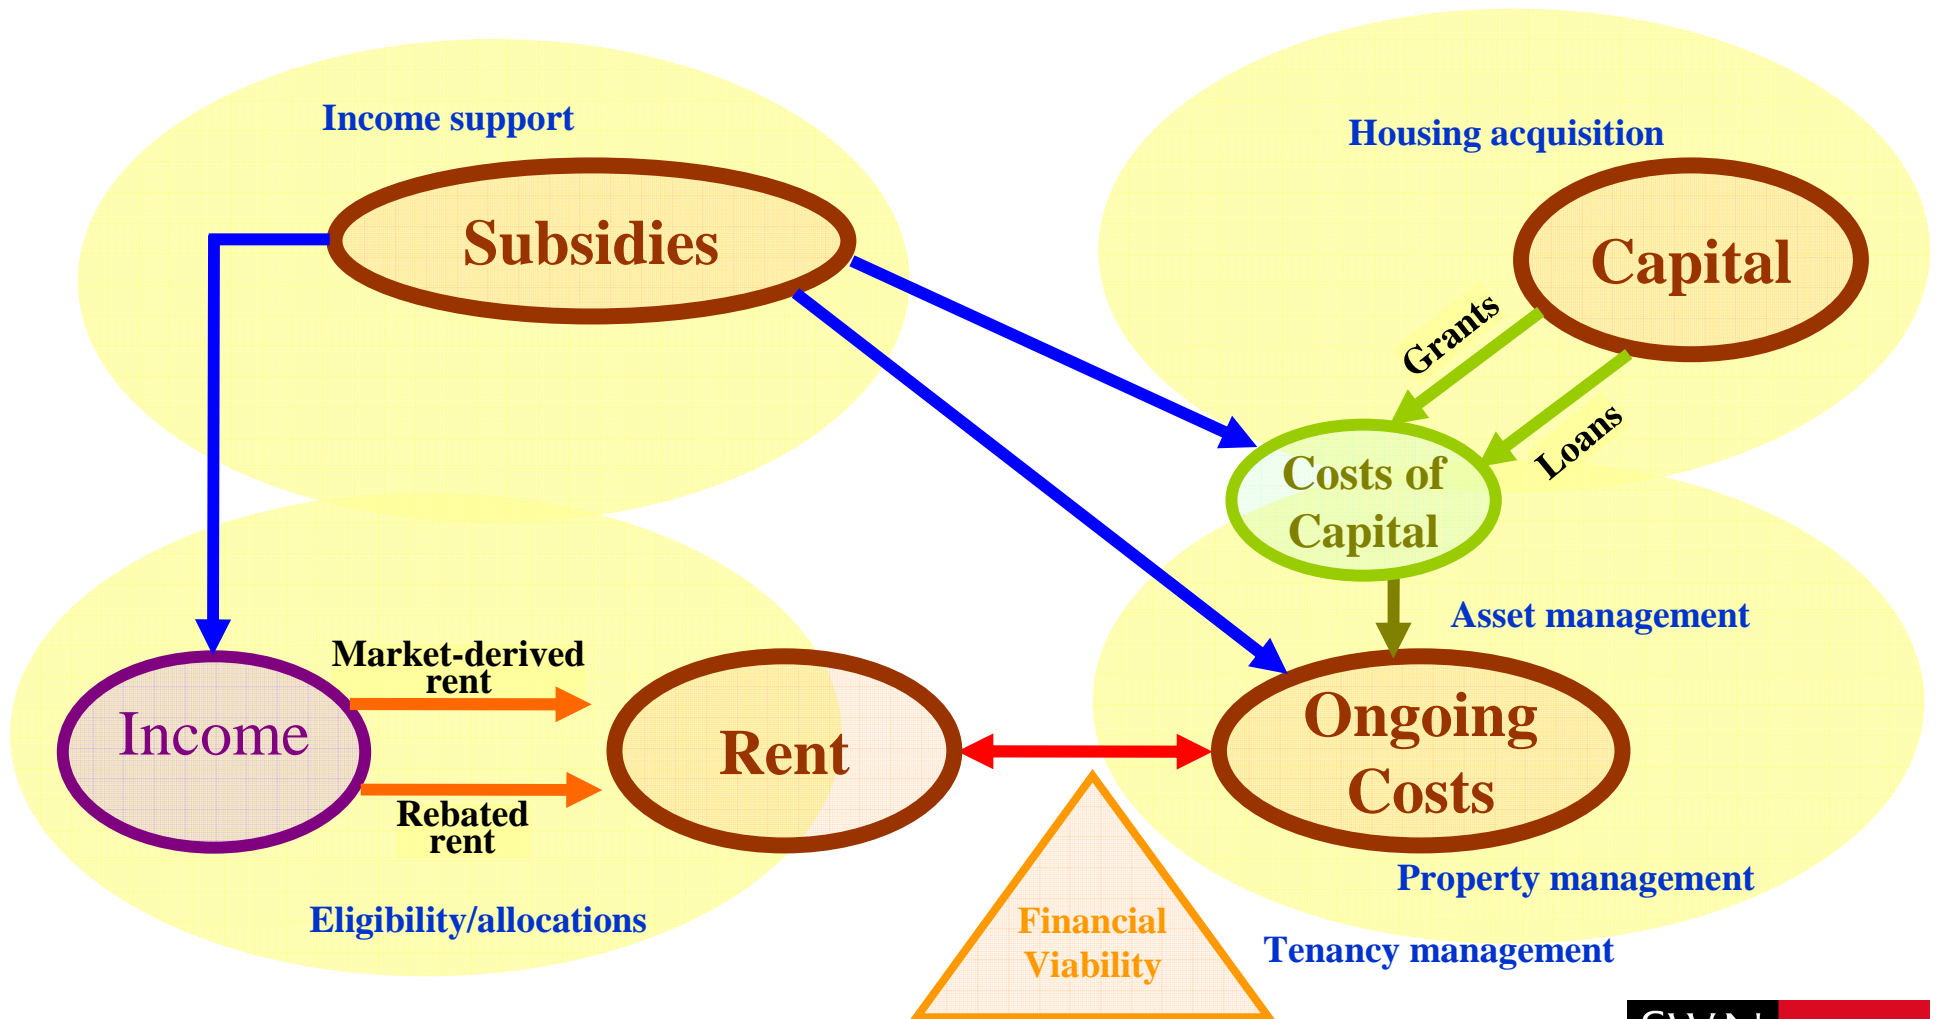 Income support
Housing acquisition
Subsidies
Capital
Grants
Loans
Costs of
Capital
Asset management
Market-derived
rent
Income
Rent
Ongoing
Costs
Rebated
rent
Property management
Eligibility/allocations
Financial
Viability
Tenancy management